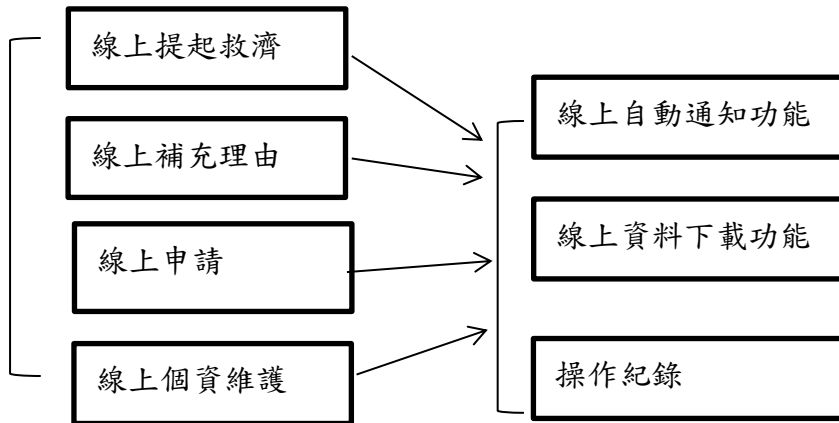 線上提起救濟
線上補充理由
線上申請
線上個資維護
線上自動通知功能
線上資料下載功能
操作紀錄